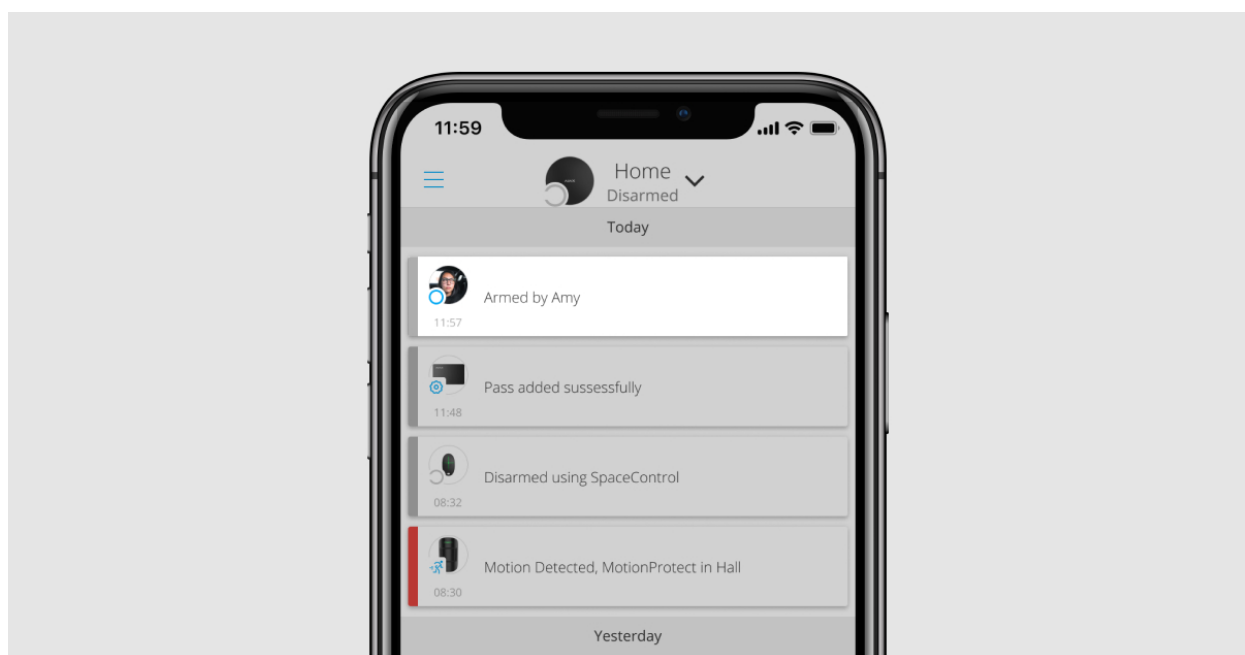 11:59
Home
Disarmed
Today
Armed by Amy
11:57
Pass added sussessfully
11:48
Disarmed using SpaceControl
08:32
Motion Detected, MotionProtect in Hall
08:30
Yesterday